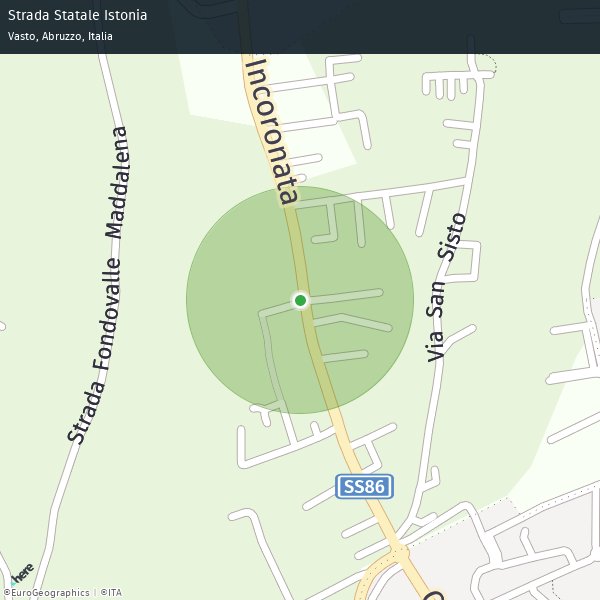 Strada Statale Istonia
Vasto, Abruzzo, Italia
Incoronata
Strada Fondovalle Maddalena
Via San Sisto
SS86
here
©EuroGeographics | ©ITA